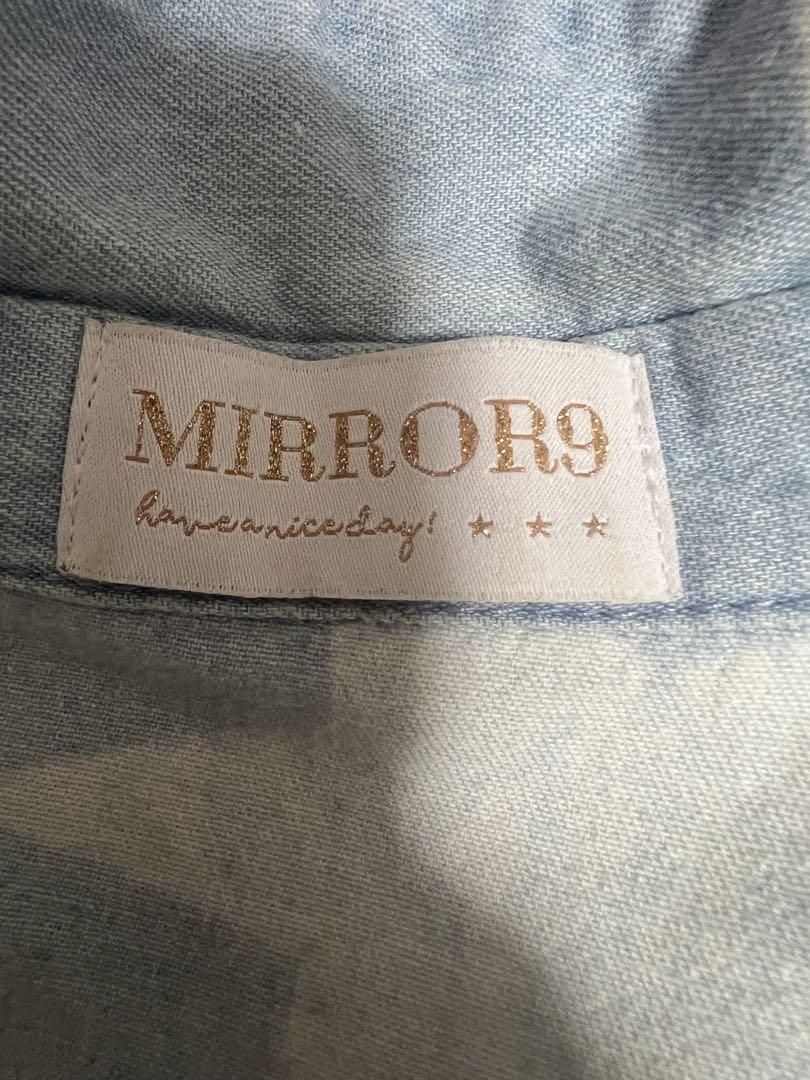 MIRROR9
have a nice day! ★ ★ ★